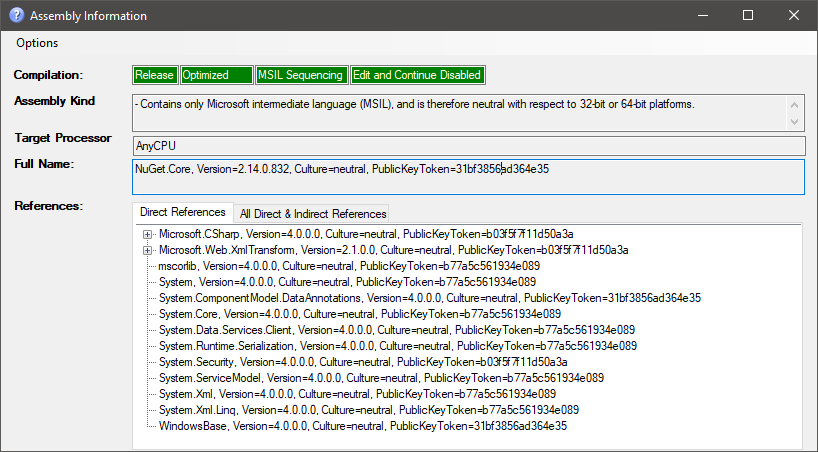 Assembly Information
Options
Compilation: Release Optimized MSIL Sequencing Edit and Continue Disabled
Assembly Kind - Contains only Microsoft intermediate language (MSIL), and is therefore neutral with respect to 32-bit or 64-bit platforms.
Target Processor AnyCPU
Full Name: NuGet.Core, Version=2.14.0.832, Culture=neutral, PublicKeyToken=31bf3856ad364e35
References: Direct References All Direct & Indirect References
Microsoft.CSharp, Version=4.0.0.0, Culture=neutral, PublicKeyToken=b03f5f7f11d50a3a
Microsoft.Web.XmlTransform, Version=2.1.0.0, Culture=neutral, PublicKeyToken=b03f5f7f11d50a3a
mscorlib, Version=4.0.0.0, Culture=neutral, PublicKeyToken=b77a5c561934e089
System, Version=4.0.0.0, Culture=neutral, PublicKeyToken=b77a5c561934e089
System.ComponentModel.DataAnnotations, Version=4.0.0.0, Culture=neutral, PublicKeyToken=31bf3856ad364e35
System.Core, Version=4.0.0.0, Culture=neutral, PublicKeyToken=b77a5c561934e089
System.Data.Services.Client, Version=4.0.0.0, Culture=neutral, PublicKeyToken=b77a5c561934e089
System.Runtime.Serialization, Version=4.0.0.0, Culture=neutral, PublicKeyToken=b77a5c561934e089
System.Security, Version=4.0.0.0, Culture=neutral, PublicKeyToken=b03f5f7f11d50a3a
System.ServiceModel, Version=4.0.0.0, Culture=neutral, PublicKeyToken=b77a5c561934e089
System.Xml, Version=4.0.0.0, Culture=neutral, PublicKeyToken=b77a5c561934e089
System.Xml.Linq, Version=4.0.0.0, Culture=neutral, PublicKeyToken=b77a5c561934e089
WindowsBase, Version=4.0.0.0, Culture=neutral, PublicKeyToken=31bf3856ad364e35